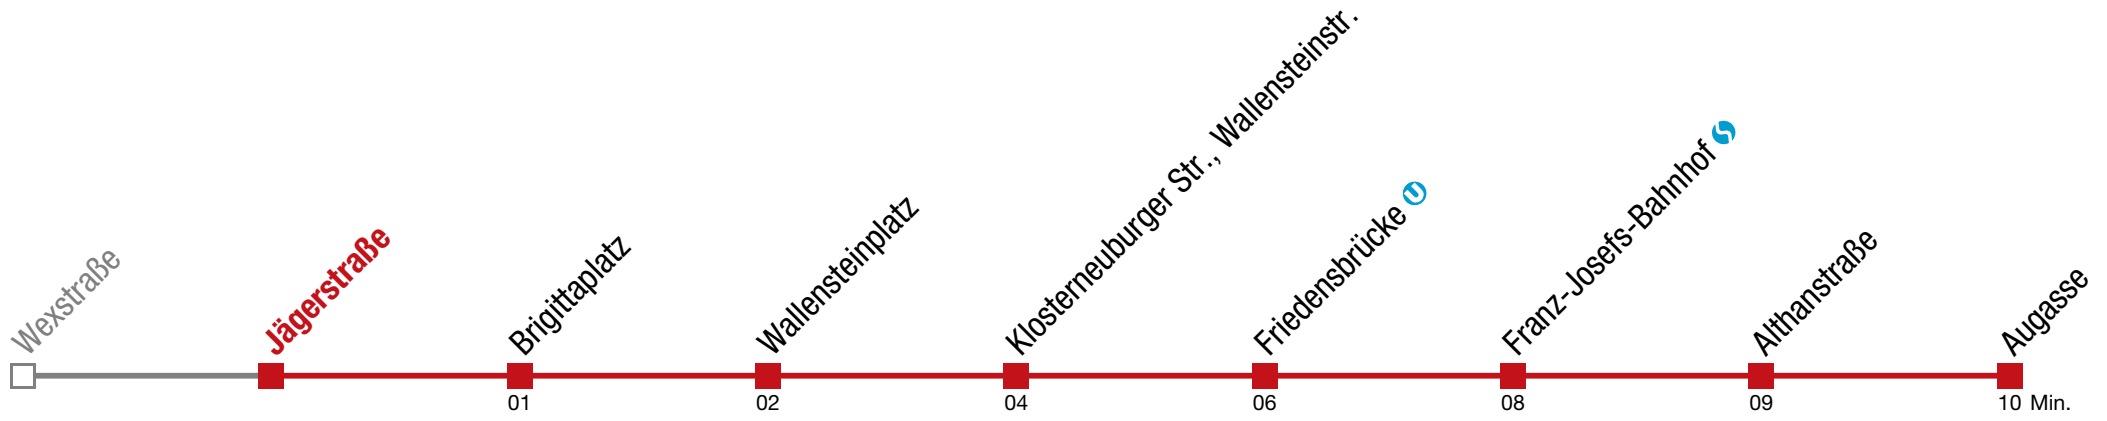 Wexstraße
Jägerstraße
Brigittaplatz
Wallensteinplatz
Klosterneuburger Str., Wallensteinstr.
Friedensbrücke U
Franz-Josefs-Bahnhof S
Althanstraße
Augasse
01 02 04 06 08 09 10 Min.